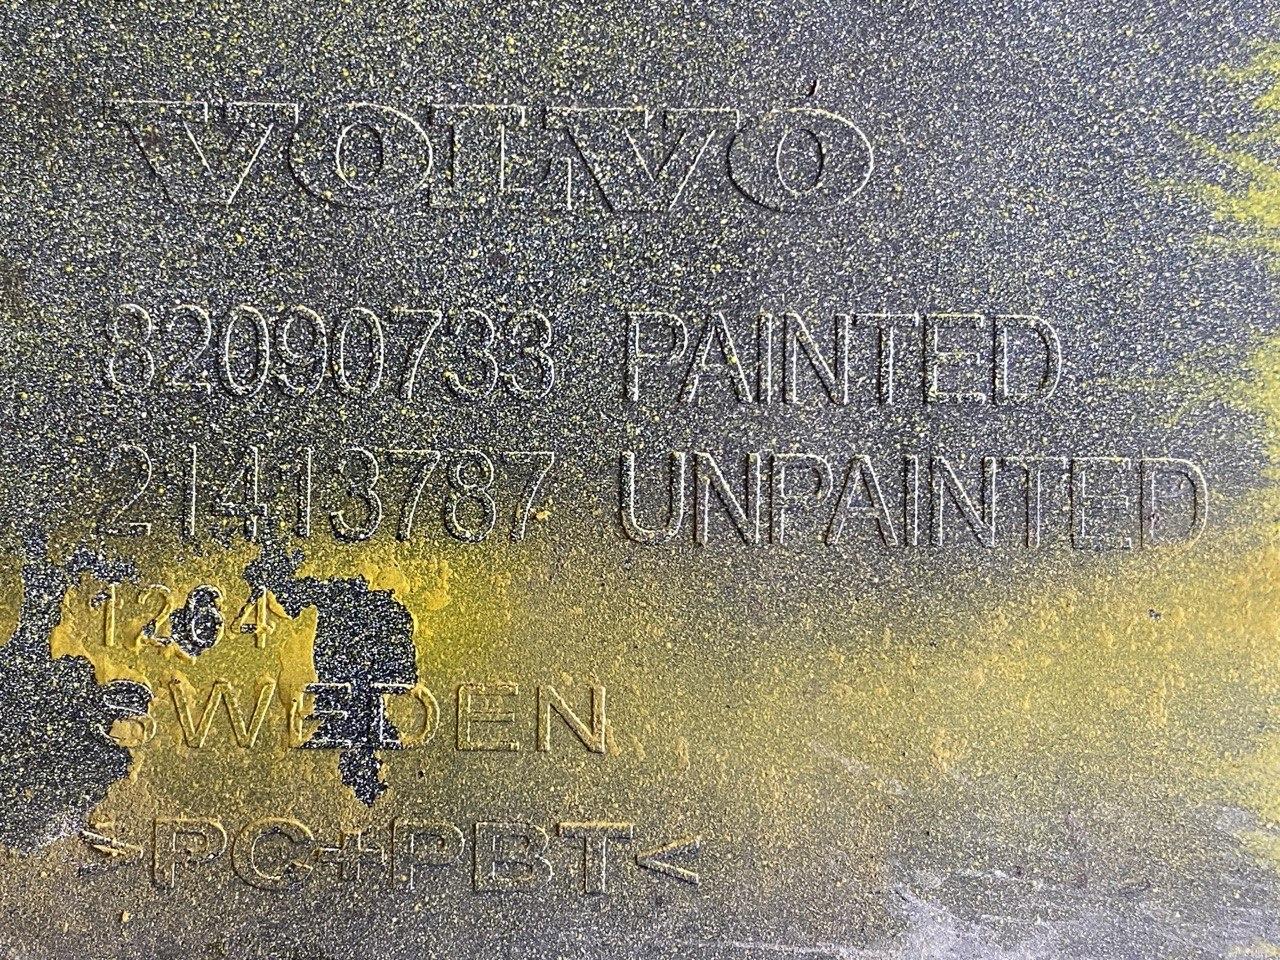 VOLVO
82090733 PAINTED
21413787 UNPAINTED
1264
SWEDEN
>PC+PBT<